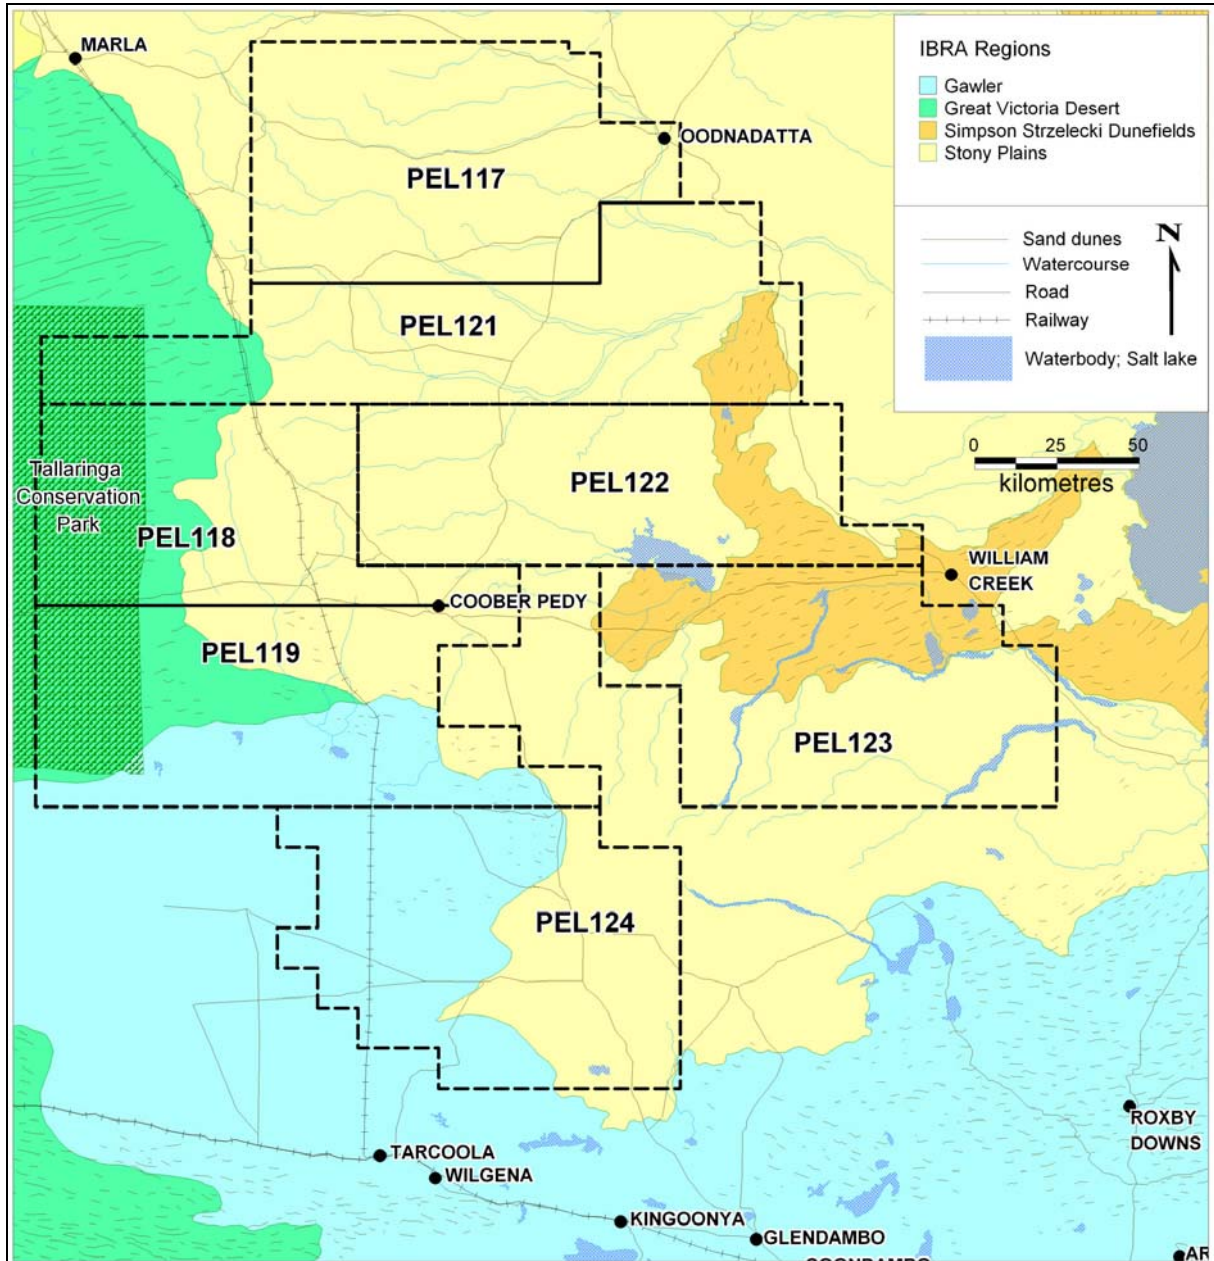 MARLA
IBRA Regions
Gawler
Great Victoria Desert
Simpson Strzelecki Dunefields
Stony Plains
OODNADATTA
PEL117
Sand dunes
N
Watercourse
Road
Railway
Waterbody; Salt lake
PEL121
0 25 50
kilometres
Tallaringa
Conservation
Park
PEL122
PEL118
WILLIAM
CREEK
COOBER PEDY
PEL119
PEL123
PEL124
ROXBY
DOWNS
TARCOOLA
WILGENA
KINGOONYA
GLENDAMBO
AR